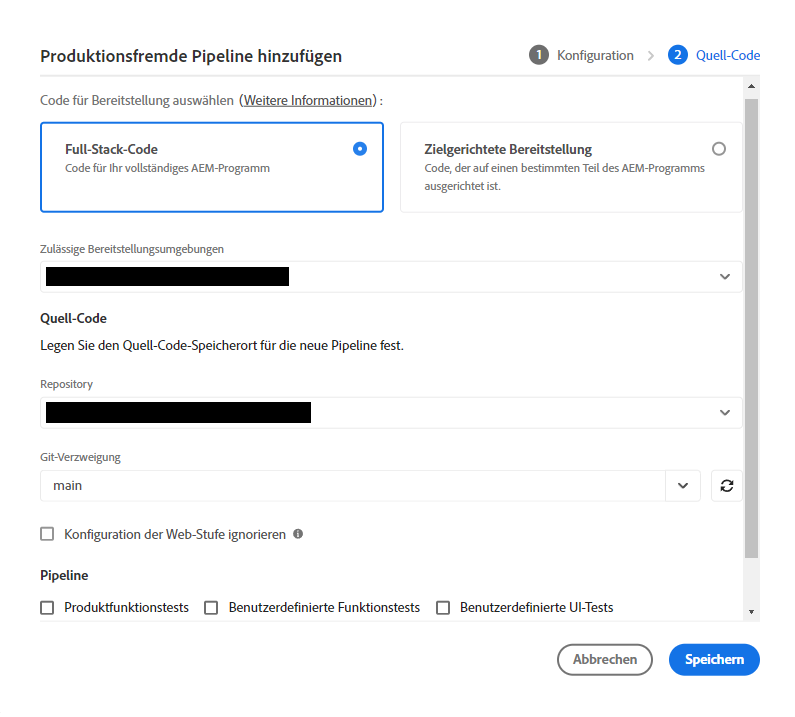 Produktionsfremde Pipeline hinzufügen
1 Konfiguration
2 Quell-Code
Code für Bereitstellung auswählen (Weitere Informationen) :
Full-Stack-Code
Code für Ihr vollständiges AEM-Programm
Zielgerichtete Bereitstellung
Code, der auf einen bestimmten Teil des AEM-Programms
ausgerichtet ist.
Zulässige Bereitstellungsumgebungen
Quell-Code
Legen Sie den Quell-Code-Speicherort für die neue Pipeline fest.
Repository
Git-Verzweigung
main
Konfiguration der Web-Stufe ignorieren
Pipeline
Produktfunktionstests
Benutzerdefinierte Funktionstests
Benutzerdefinierte UI-Tests
Abbrechen
Speichern